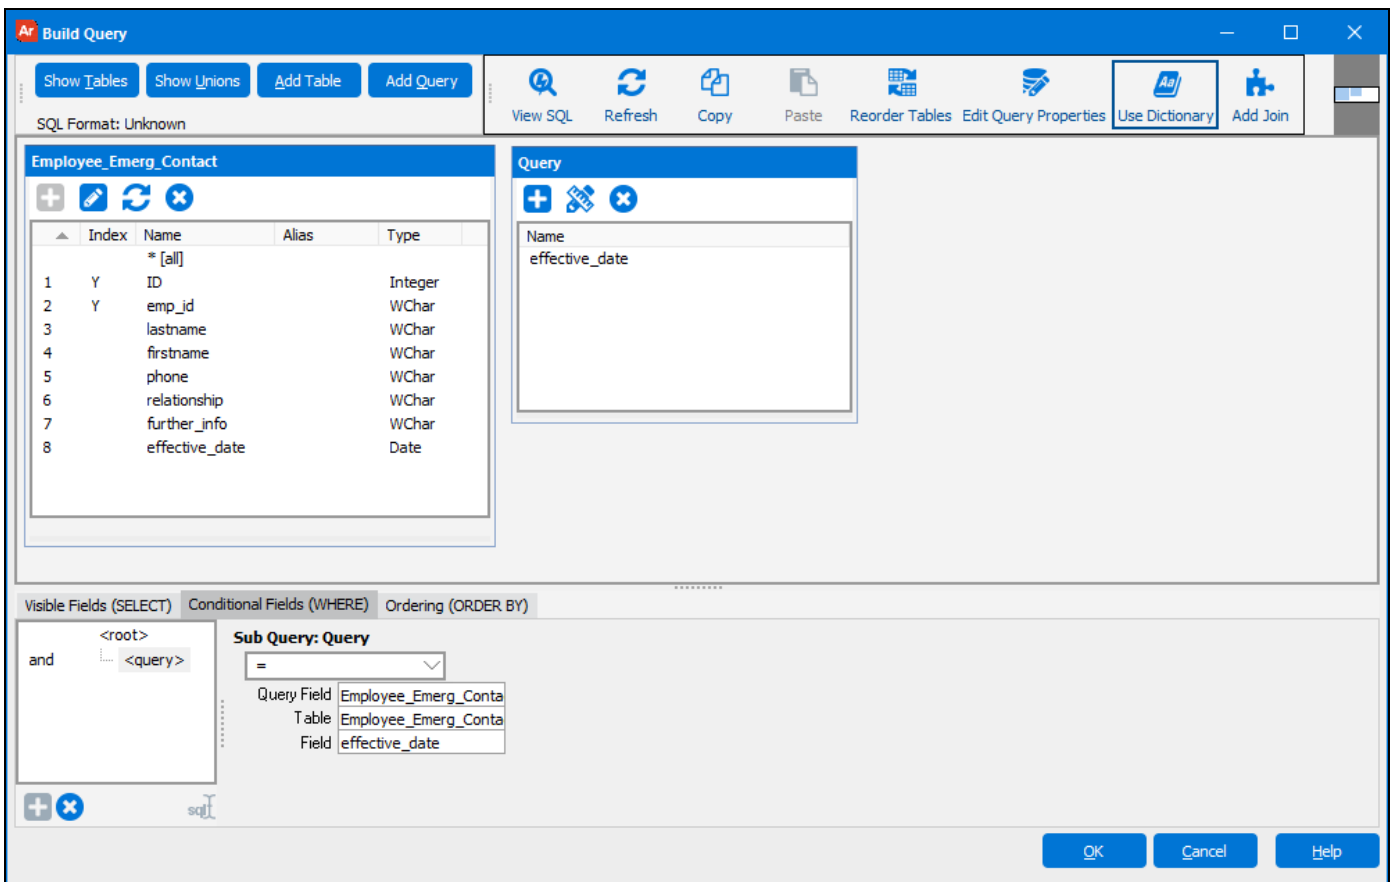 Ar Build Query
Show Tables Show Unions Add Table Add Query
SQL Format: Unknown
View SQL Refresh Copy Paste Reorder Tables Edit Query Properties Use Dictionary Add Join
Employee_Emerg_Contact
Index Name Alias Type
* [all]
1 Y ID Integer
2 Y emp_id WChar
3 lastname WChar
4 firstname WChar
5 phone WChar
6 relationship WChar
7 further_info WChar
8 effective_date Date
Query
Name
effective_date
Visible Fields (SELECT) Conditional Fields (WHERE) Ordering (ORDER BY)
<root>
and <query>
sql
Sub Query: Query
=
Query Field Employee_Emerg_Conta
Table Employee_Emerg_Conta
Field effective_date
OK Cancel Help